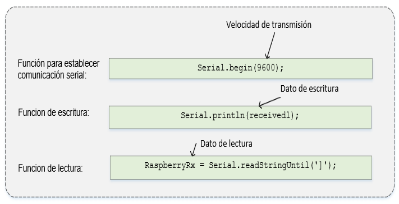 Velocidad de transmisión
Función para establecer
comunicación serial:
Serial.begin(9600);
Dato de escritura
Funcion de escritura:
Serial.println(received1);
Dato de lectura
Funcion de lectura:
RaspberryRx = Serial.readStringUntil(']');